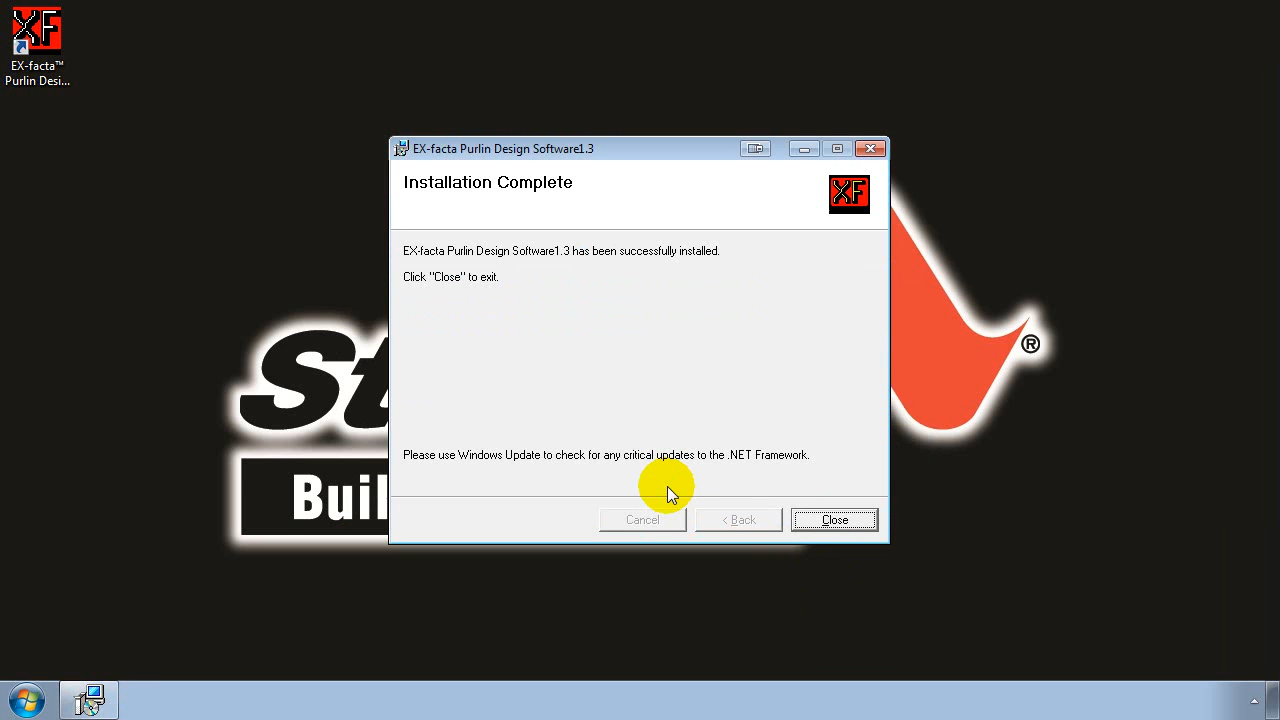 XF
EX-facta™
Purlin Desi...
EX-facta Purlin Design Software1.3
Installation Complete
XF
EX-facta Purlin Design Software1.3 has been successfully installed.
Click "Close" to exit.
®
St
Buil
Please use Windows Update to check for any critical updates to the .NET Framework.
Cancel
< Back
Close